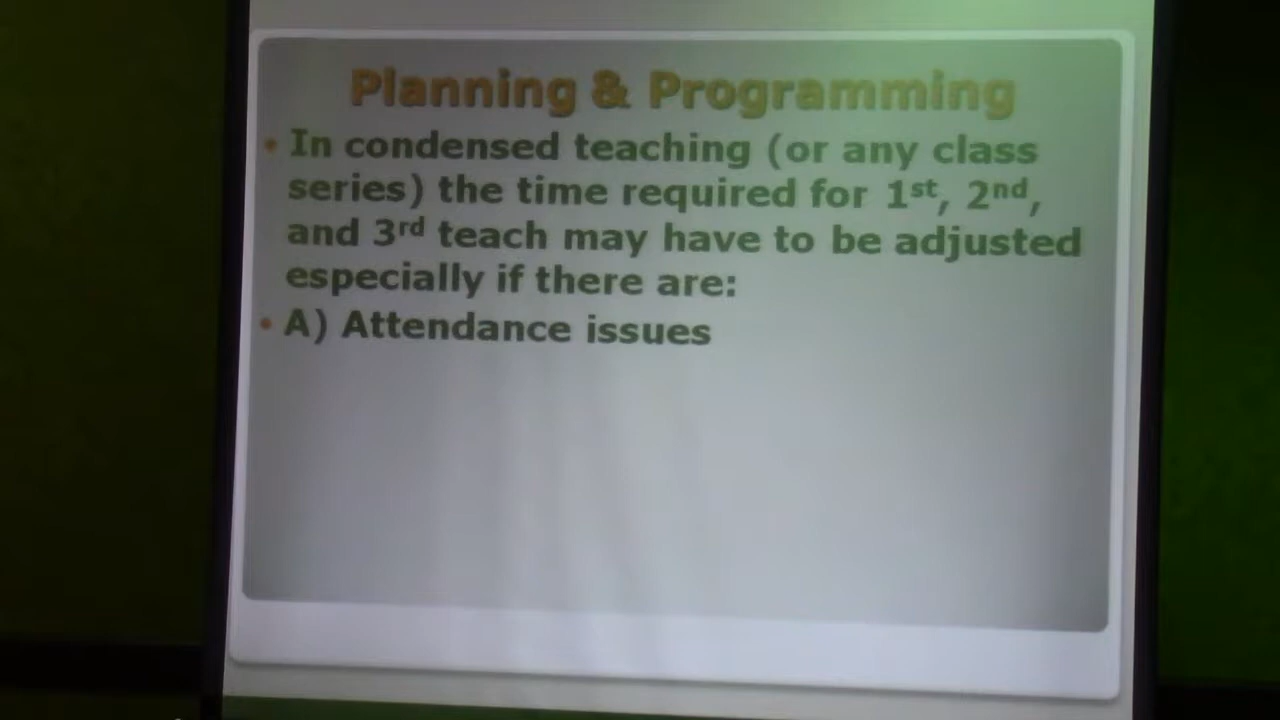 Planning & Programming
• In condensed teaching (or any class
series) the time required for 1st, 2nd,
and 3rd teach may have to be adjusted
especially if there are:
• A) Attendance issues